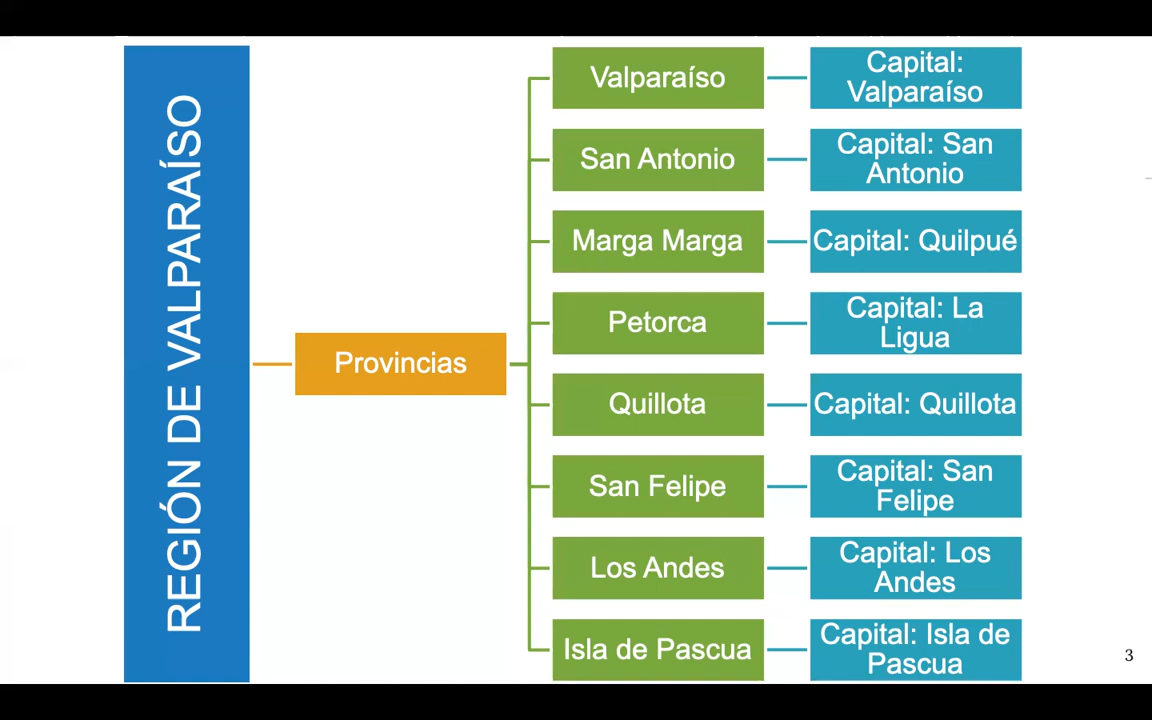 REGIÓN DE VALPARAÍSO
Provincias
Valparaíso
Capital:
Valparaíso
San Antonio
Capital: San
Antonio
Marga Marga
Capital: Quilpué
Petorca
Capital: La
Ligua
Quillota
Capital: Quillota
San Felipe
Capital: San
Felipe
Los Andes
Capital: Los
Andes
Isla de Pascua
Capital: Isla de
Pascua
3